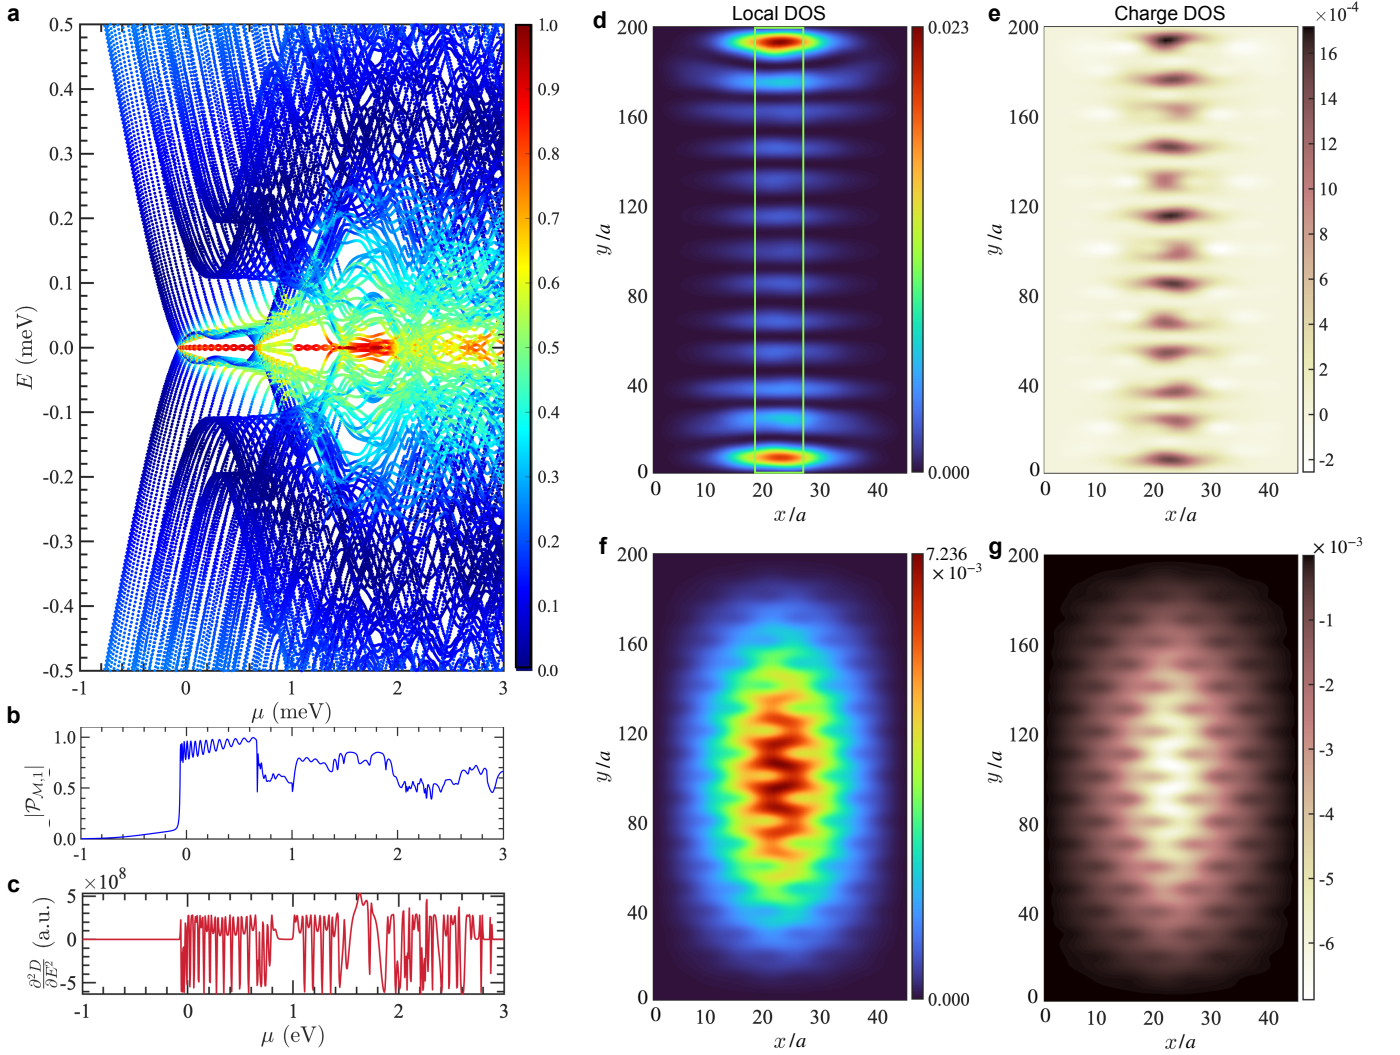 a
0.5
0.4
0.3
0.2
0.1
0.0
-0.1
-0.2
-0.3
-0.4
-0.5
E (meV)
-1 0 1 2 3
μ (meV)
1.0
0.9
0.8
0.7
0.6
0.5
0.4
0.3
0.2
0.1
0.0
b
1.0
0.5
0.0
|𝒫ℳ,1|
-1 0 1 2 3
c
×10⁸
5
0
-5
∂²D/∂E² (a.u.)
-1 0 1 2 3
μ (eV)
d
Local DOS
200
160
120
80
40
0
y/a
0 10 20 30 40
x/a
0.023
0.000
e
Charge DOS
×10⁻⁴
200
160
120
80
40
0
y/a
0 10 20 30 40
x/a
16
14
12
10
8
6
4
2
0
-2
f
200
160
120
80
40
0
y/a
0 10 20 30 40
x/a
7.236
× 10⁻³
0.000
g
× 10⁻³
200
160
120
80
40
0
y/a
0 10 20 30 40
x/a
-1
-2
-3
-4
-5
-6